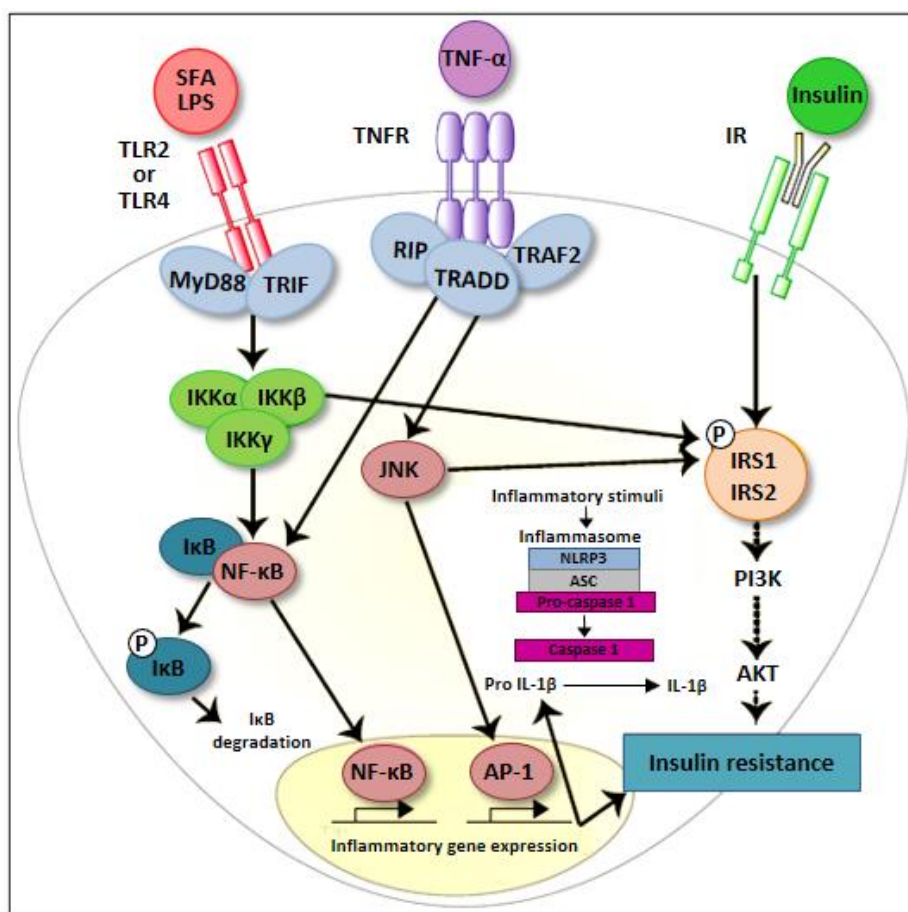 SFA
LPS
TLR2
or
TLR4
TNF-α
TNFR
Insulin
IR
MyD88
TRIF
RIP
TRADD
TRAF2
IKKα
IKKβ
IKKγ
JNK
P
IRS1
IRS2
IκB
NF-κB
P
IκB
IκB
degradation
Inflammatory stimuli
Inflammasome
NLRP3
ASC
Pro-caspase 1
Caspase 1
Pro IL-1β
IL-1β
PI3K
AKT
Insulin resistance
NF-κB
AP-1
Inflammatory gene expression